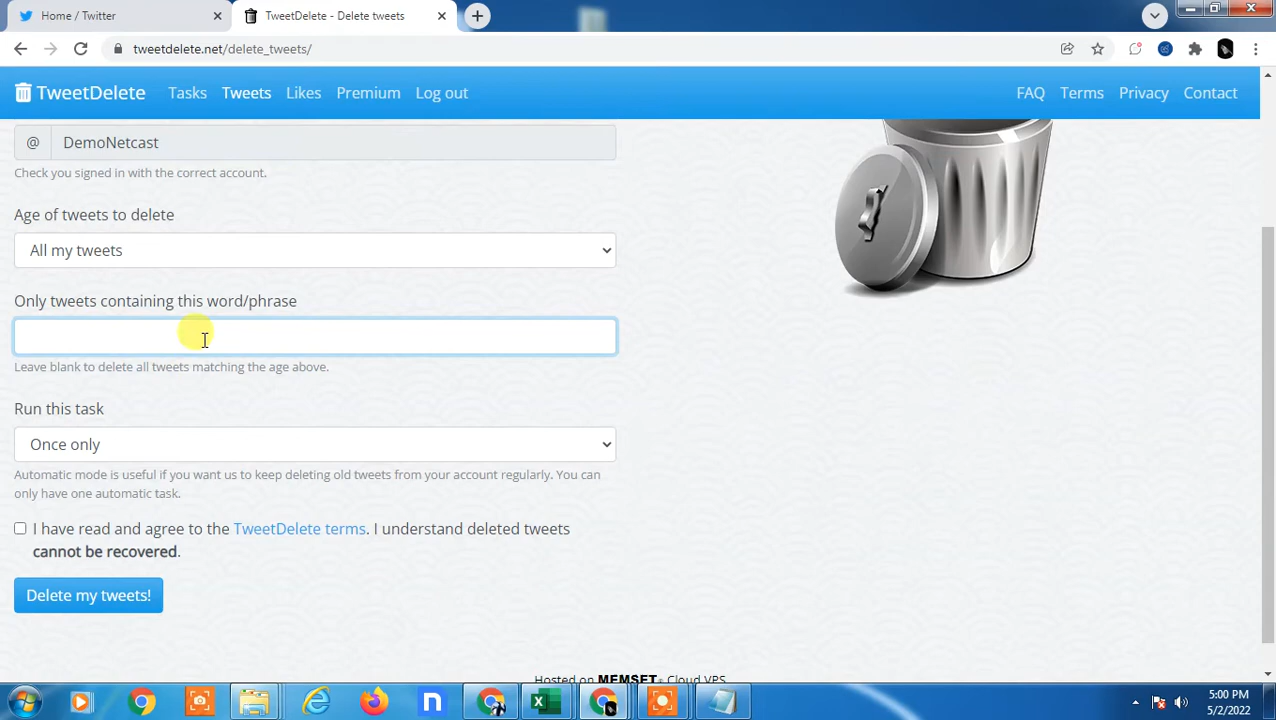 Home / Twitter
TweetDelete - Delete tweets
tweetdelete.net/delete_tweets/
TweetDelete Tasks Tweets Likes Premium Log out FAQ Terms Privacy Contact
@ DemoNetcast
Check you signed in with the correct account.
Age of tweets to delete
All my tweets
Only tweets containing this word/phrase
Leave blank to delete all tweets matching the age above.
Run this task
Once only
Automatic mode is useful if you want us to keep deleting old tweets from your account regularly. You can
only have one automatic task.
I have read and agree to the TweetDelete terms. I understand deleted tweets
cannot be recovered.
Delete my tweets!
Hosted on MEMSET Cloud VPS
5:00 PM
5/2/2022